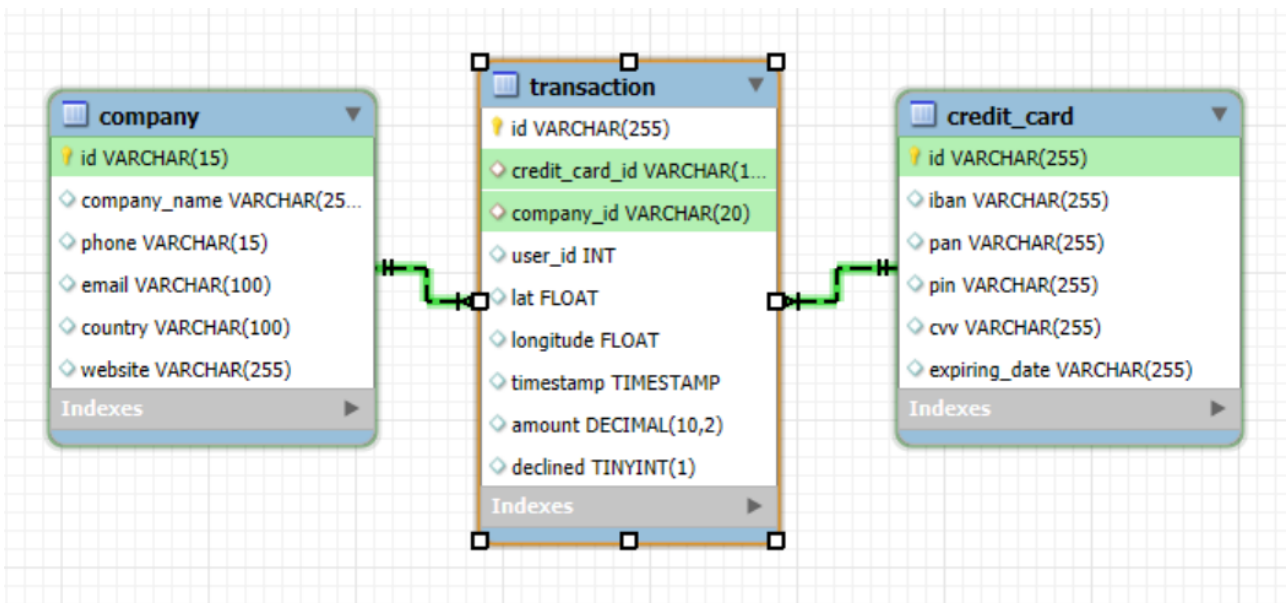 company
id VARCHAR(15)
company_name VARCHAR(25...
phone VARCHAR(15)
email VARCHAR(100)
country VARCHAR(100)
website VARCHAR(255)
Indexes
transaction
id VARCHAR(255)
credit_card_id VARCHAR(1...
company_id VARCHAR(20)
user_id INT
lat FLOAT
longitude FLOAT
timestamp TIMESTAMP
amount DECIMAL(10,2)
declined TINYINT(1)
Indexes
credit_card
id VARCHAR(255)
iban VARCHAR(255)
pan VARCHAR(255)
pin VARCHAR(255)
cvv VARCHAR(255)
expiring_date VARCHAR(255)
Indexes